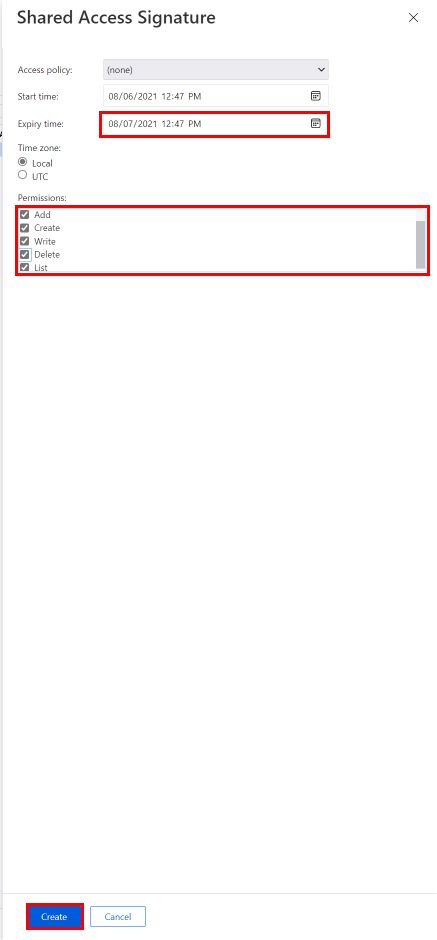 Shared Access Signature
Access policy: (none)
Start time: 08/06/2021 12:47 PM
Expiry time: 08/07/2021 12:47 PM
Time zone:
Local
UTC
Permissions:
Add
Create
Write
Delete
List
Create Cancel